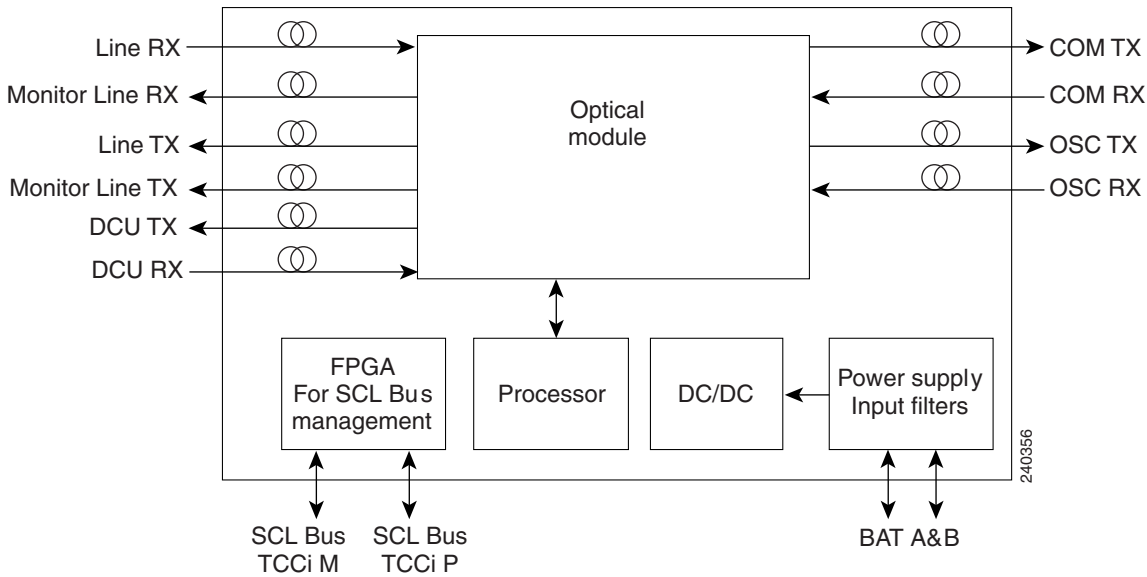 Line RX
Monitor Line RX
Line TX
Monitor Line TX
DCU TX
DCU RX
Optical
module
COM TX
COM RX
OSC TX
OSC RX
FPGA
For SCL Bus
management
Processor
DC/DC
Power supply
Input filters
240356
SCL Bus
TCCi M
SCL Bus
TCCi P
BAT A&B